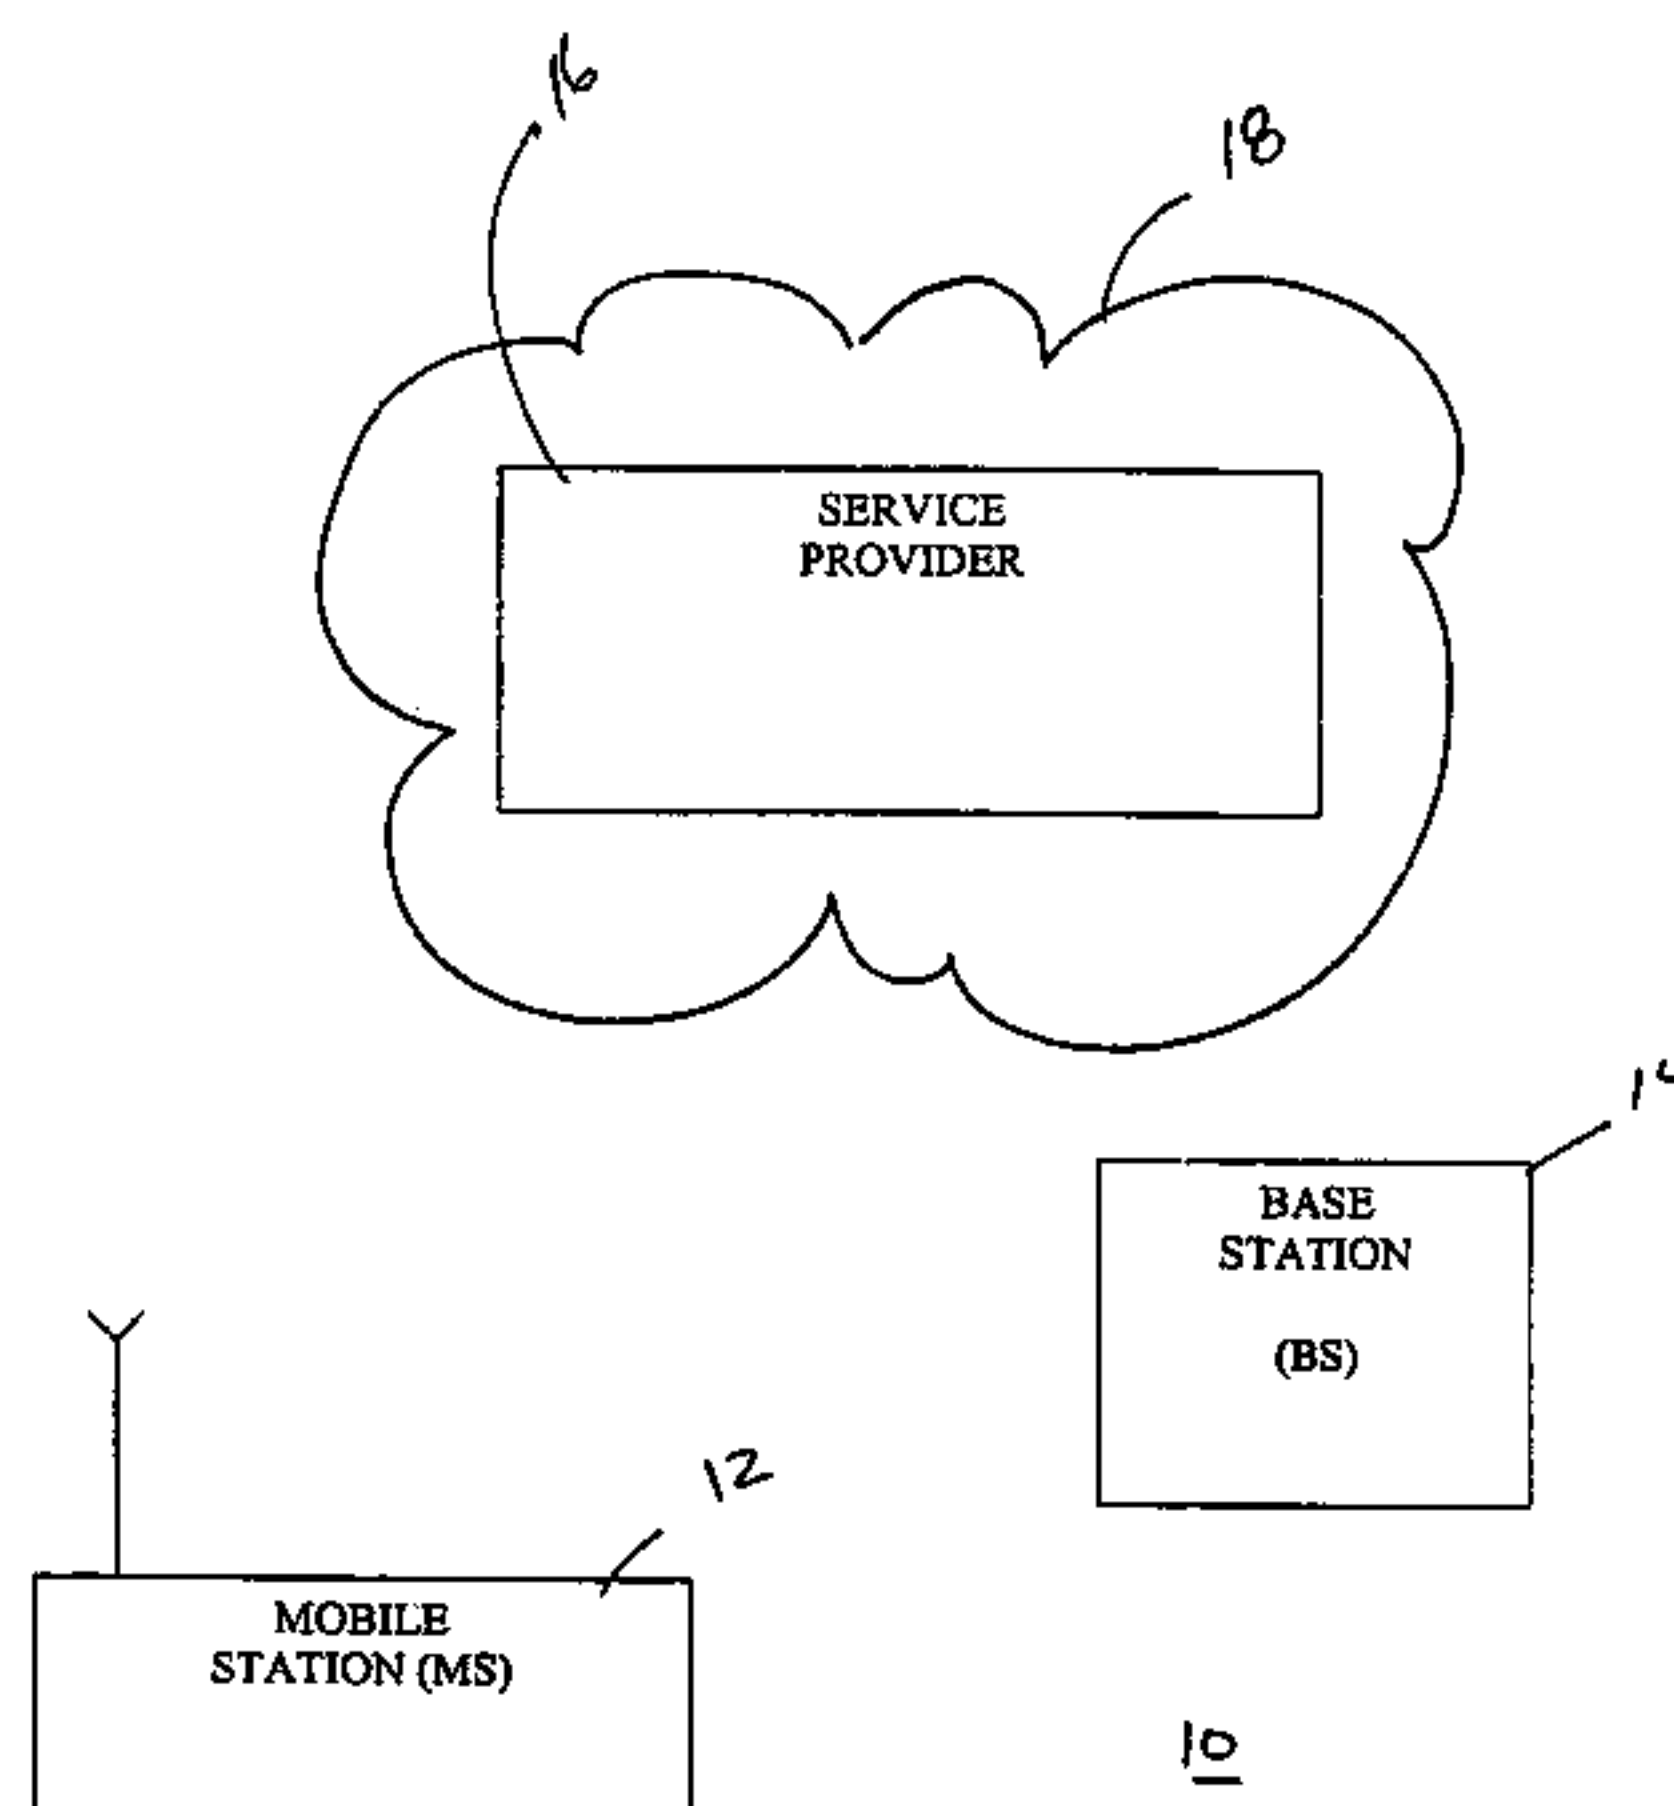 16
18
SERVICE
PROVIDER
BASE
STATION
(BS)
12
MOBILE
STATION (MS)
10